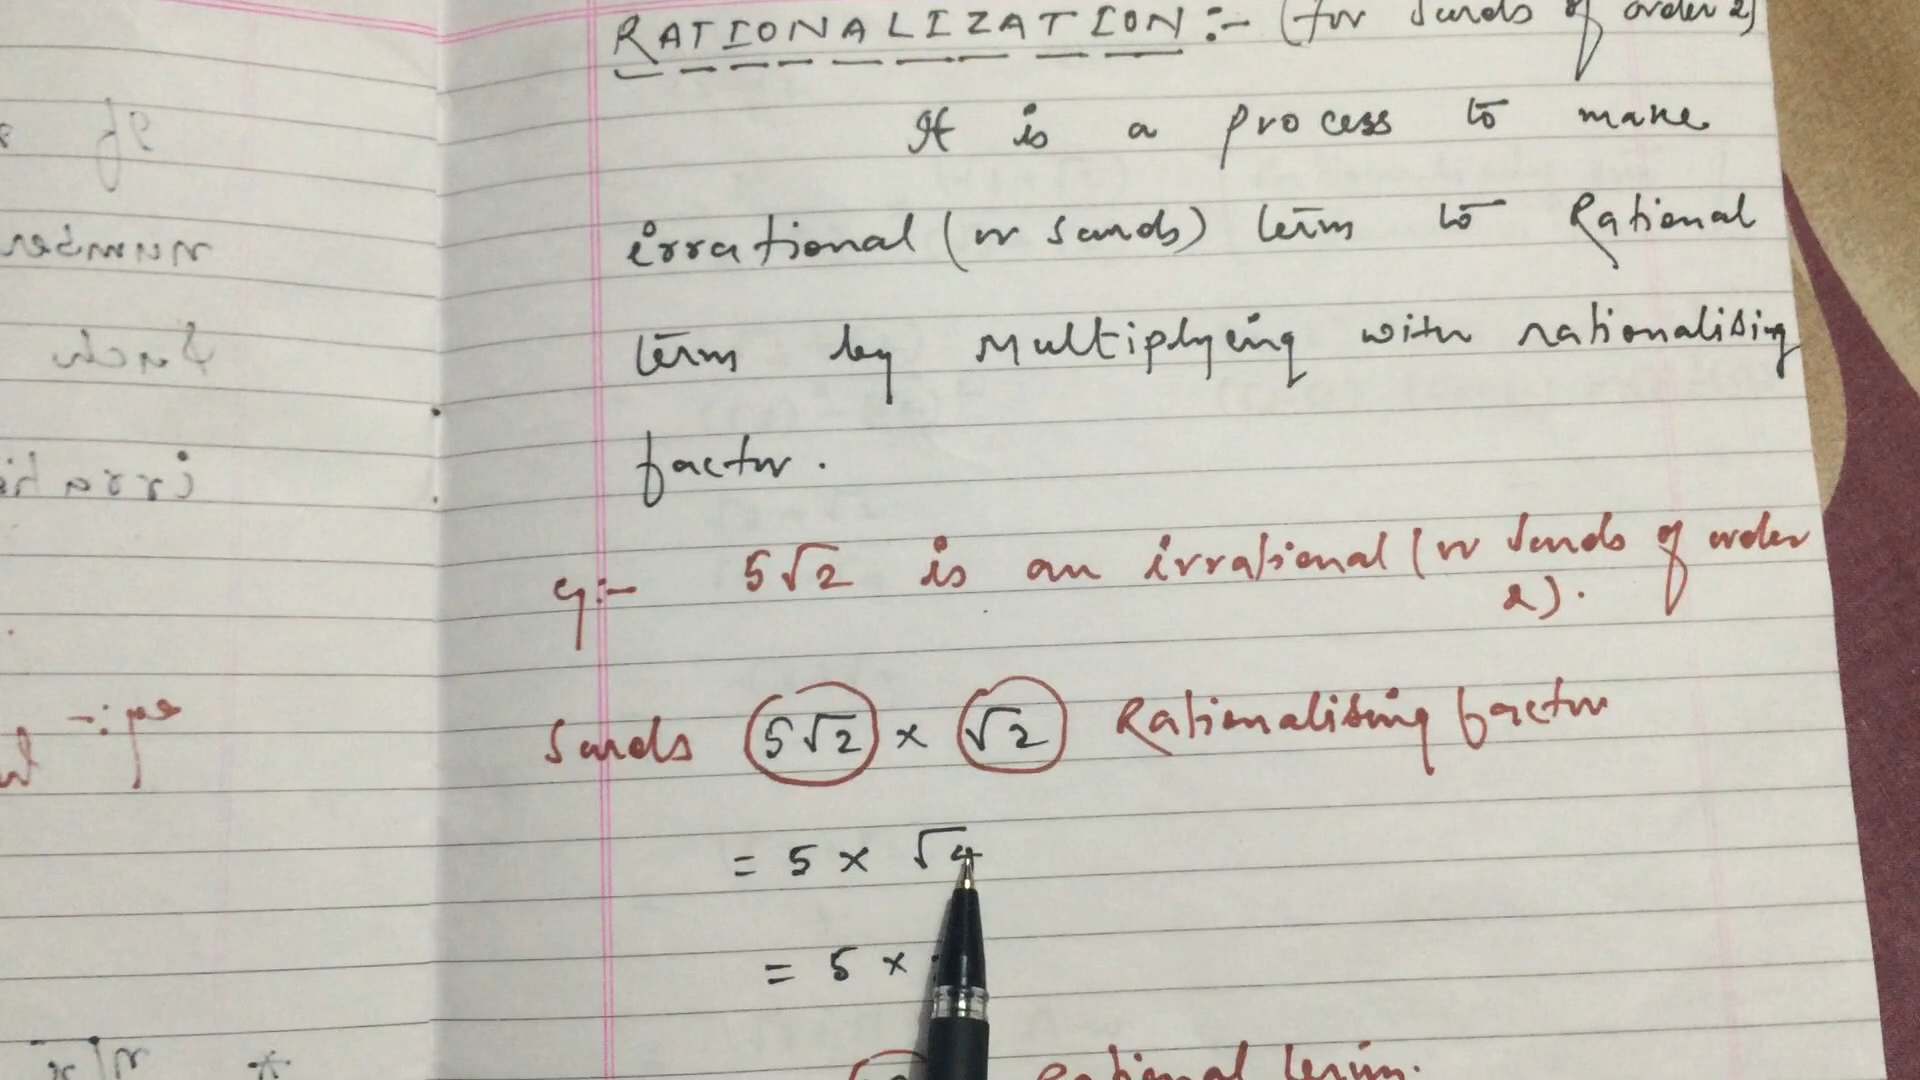 RATIONALIZATION :- (for Surds of order 2)
It is a process to make
irrational (or surds) term to Rational
term by Multiplying with rationalising
factor.
eg:- 5√2 is an irrational (or Surds of order
2).
Surds 5√2 × √2 Rationalising factor
= 5 × √4
= 5 ×
Rational term.